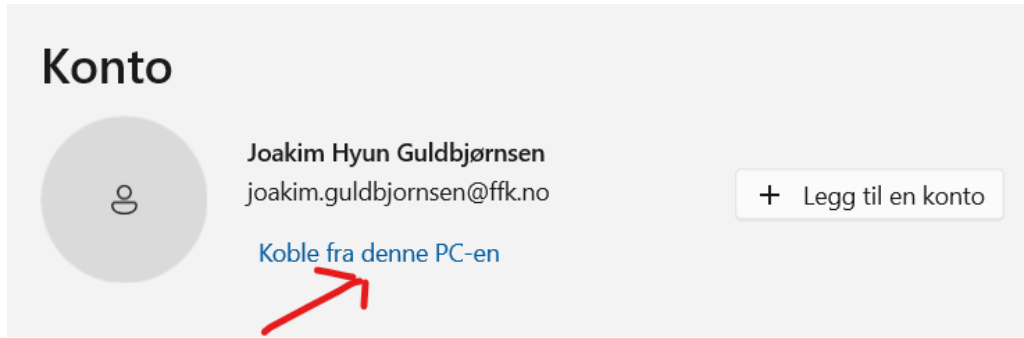 Konto
Joakim Hyun Guldbjørnsen
joakim.guldbjornsen@ffk.no
+ Legg til en konto
Koble fra denne PC-en